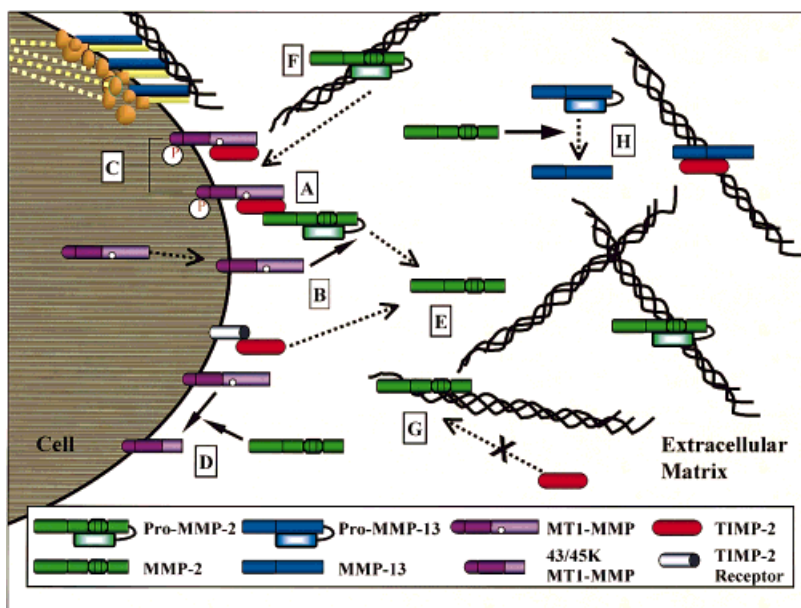 F
P
C
H
A
P
B
E
G
Cell
D
Extracellular
Matrix
Pro-MMP-2
Pro-MMP-13
MT1-MMP
TIMP-2
MMP-2
MMP-13
43/45K
MT1-MMP
TIMP-2
Receptor